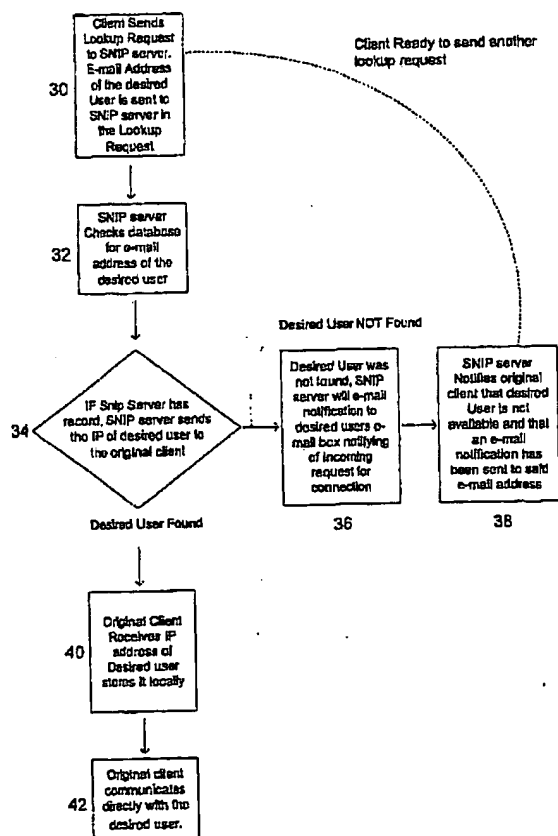 Client Sends
Lookup Request
to SNIP server.
E-mail Address
of the desired
User is sent to
SNIP server in
the Lookup
Request
30
Client Ready to send another
lookup request
SNIP server
Checks database
for e-mail
address of the
desired user
32
IF Snip Server has
record, SNIP server sends
the IP of desired user to
the original client
34
Desired User NOT Found
Desired User was
not found, SNIP
server will e-mail
notification to
desired users e-
mail box notifying
of incoming
request for
connection
36
SNIP server
Notifies original
client that desired
User is not
available and that
an e-mail
notification has
been sent to said
e-mail address
38
Desired User Found
Original Client
Receives IP
address of
Desired user
stores it locally
40
Original client
communicates
directly with the
desired user.
42